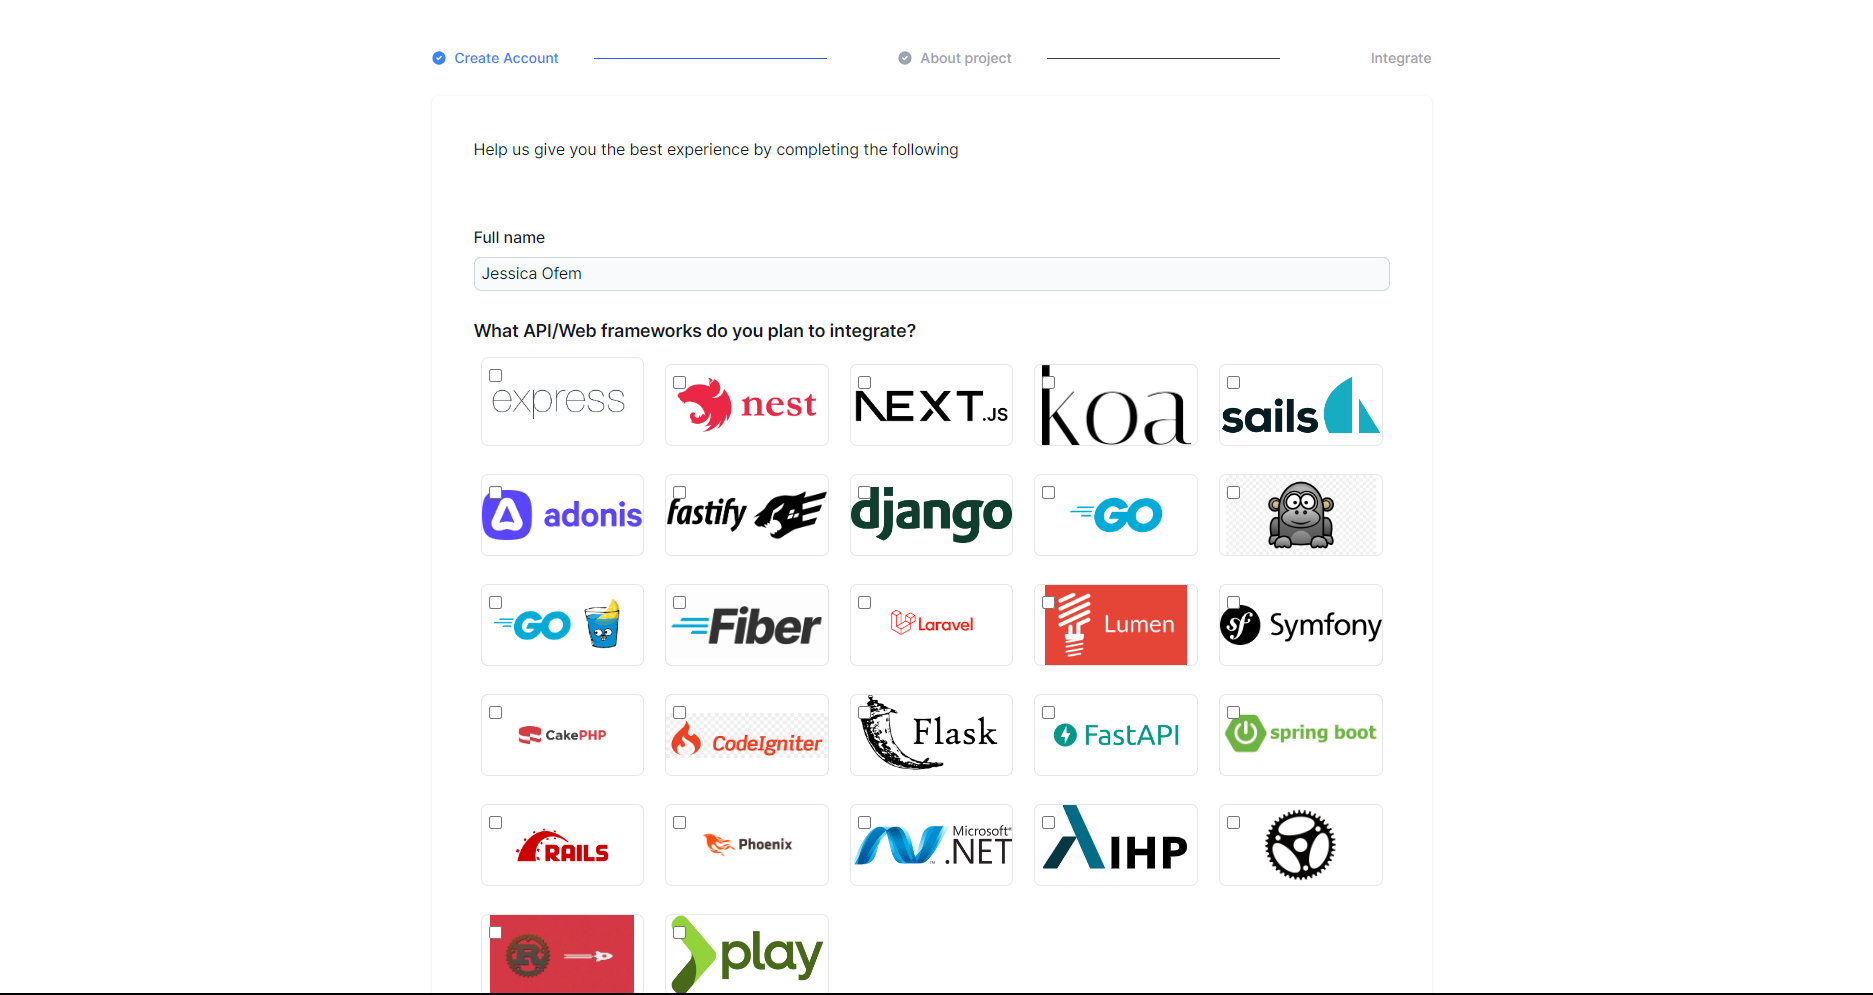 Create Account
About project
Integrate
Help us give you the best experience by completing the following
Full name
Jessica Ofem
What API/Web frameworks do you plan to integrate?
express
nest
NEXT.JS
koa
sails
adonis
fastify
django
GO
GO
Fiber
Laravel
Lumen
sf Symfony
CakePHP
CodeIgniter
Flask
FastAPI
spring boot
RAILS
Phoenix
Microsoft®
.NET
IHP
R
play